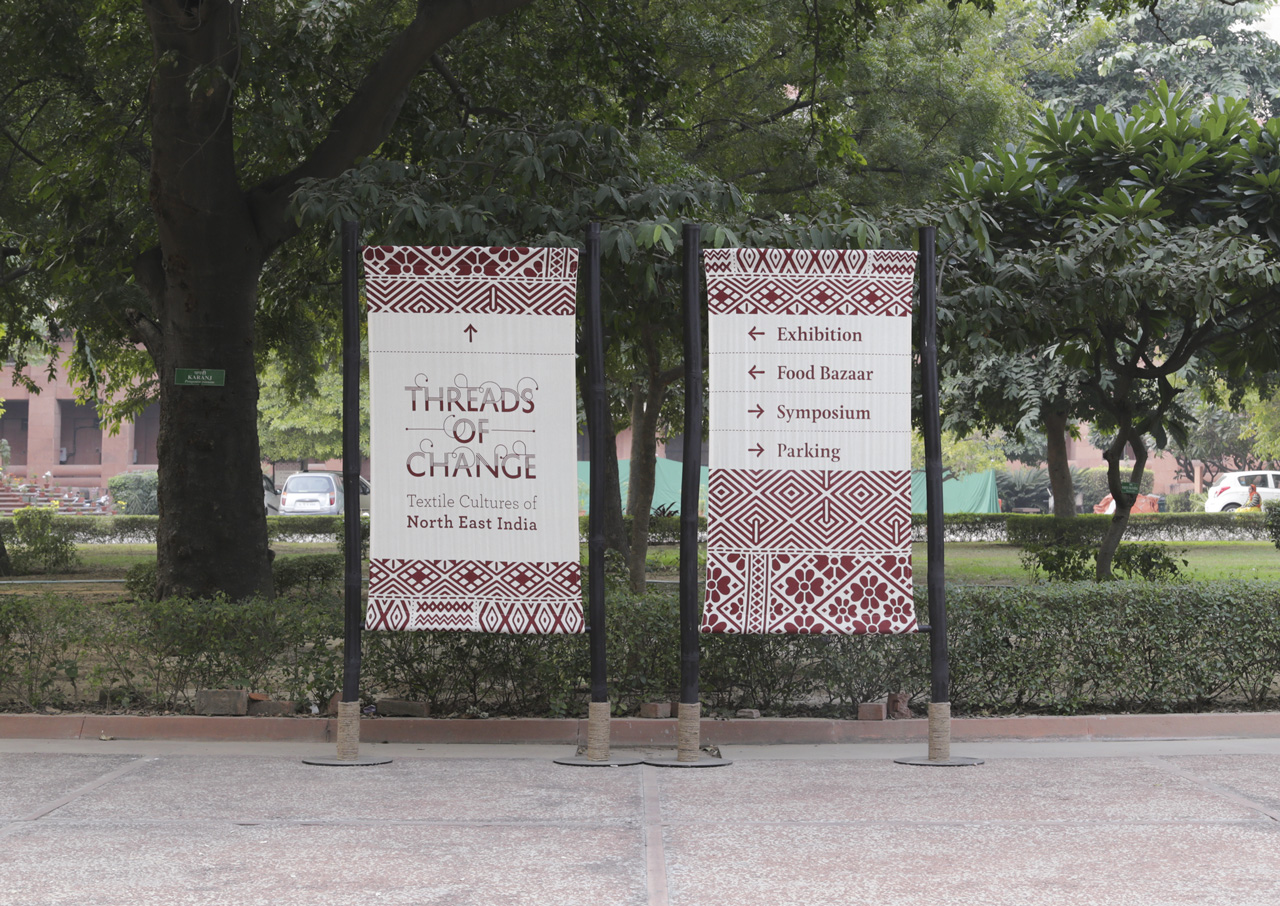 ↑
THREADS
OF
CHANGE
Textile Cultures of
North East India
← Exhibition
← Food Bazaar
→ Symposium
→ Parking
KARANJ